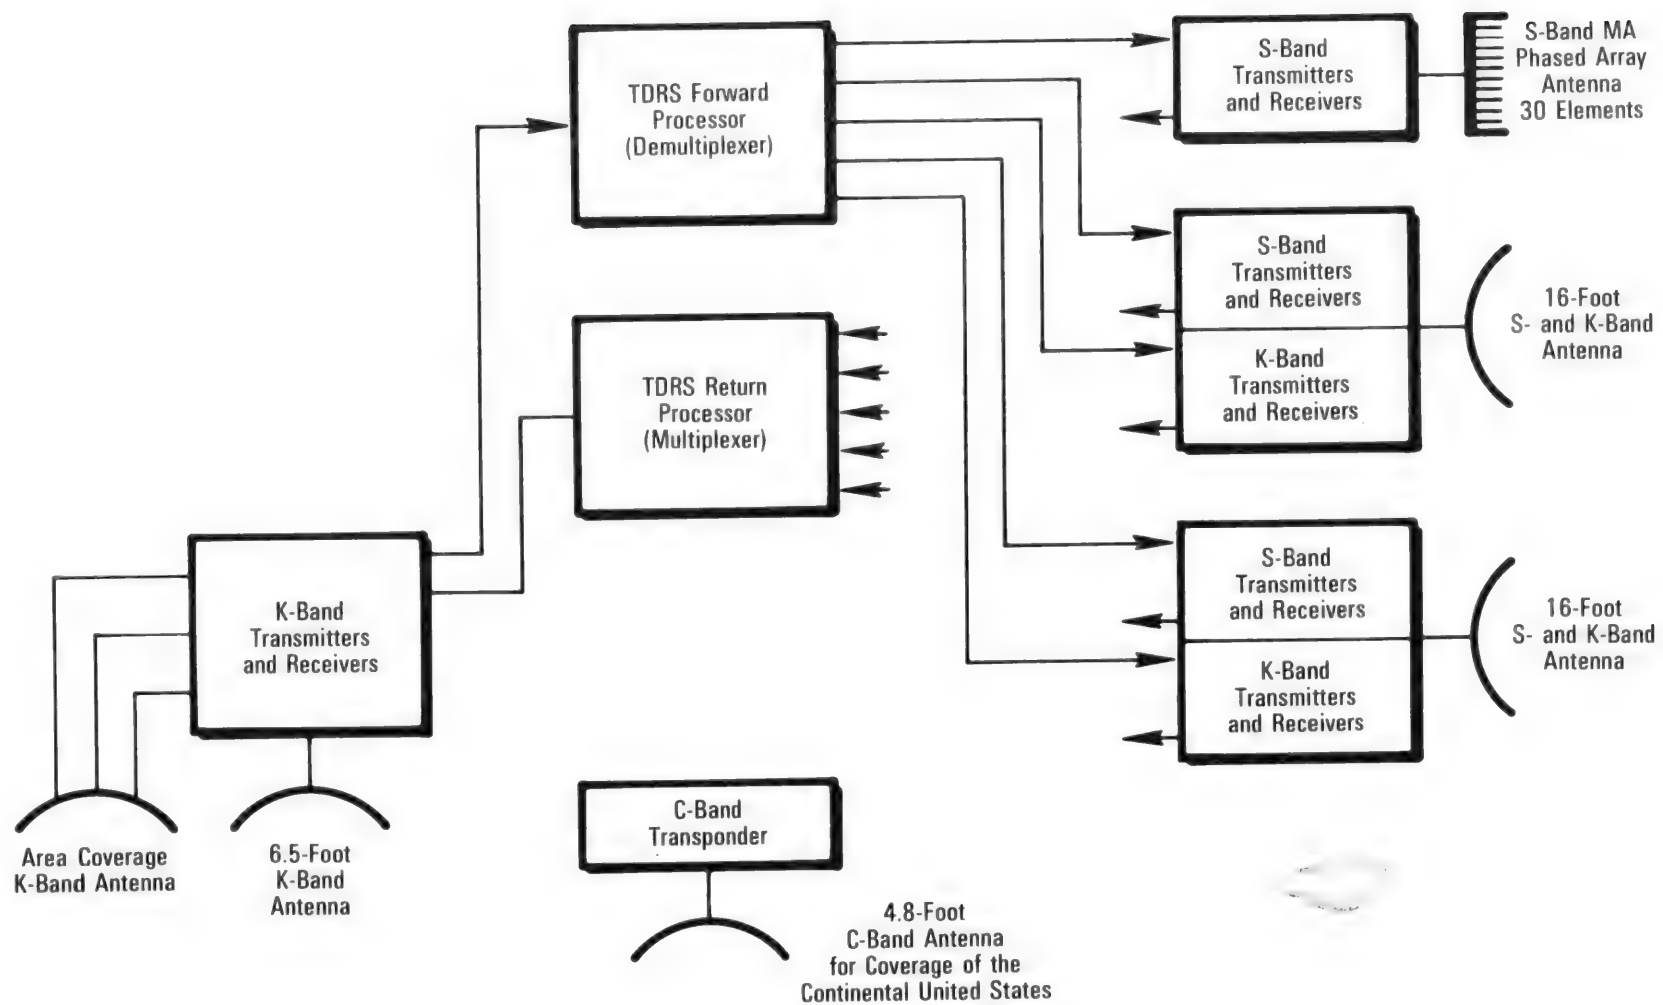 TDRS Forward
Processor
(Demultiplexer)
S-Band
Transmitters
and Receivers
S-Band MA
Phased Array
Antenna
30 Elements
S-Band
Transmitters
and Receivers
K-Band
Transmitters
and Receivers
16-Foot
S- and K-Band
Antenna
TDRS Return
Processor
(Multiplexer)
S-Band
Transmitters
and Receivers
K-Band
Transmitters
and Receivers
16-Foot
S- and K-Band
Antenna
K-Band
Transmitters
and Receivers
Area Coverage
K-Band Antenna
6.5-Foot
K-Band
Antenna
C-Band
Transponder
4.8-Foot
C-Band Antenna
for Coverage of the
Continental United States